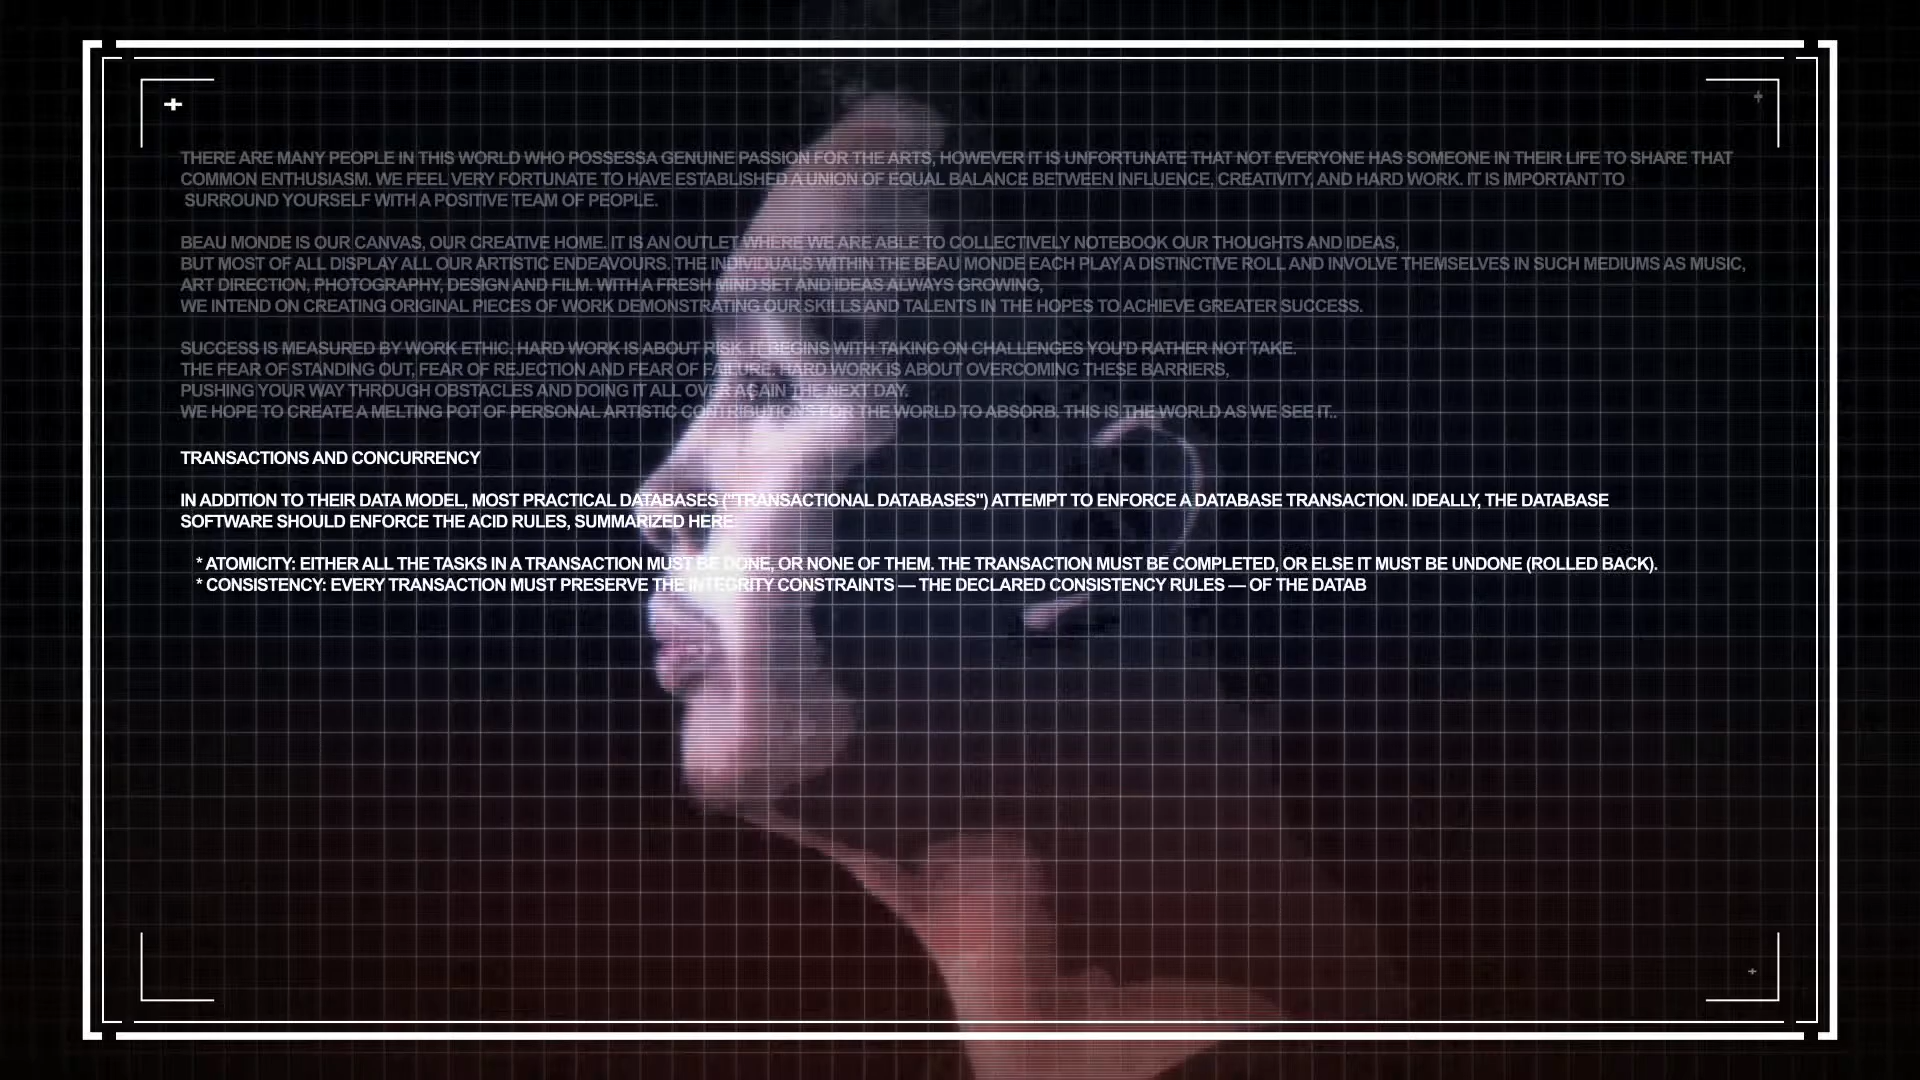 THERE ARE MANY PEOPLE IN THIS WORLD WHO POSSESSA GENUINE PASSION FOR THE ARTS, HOWEVER IT IS UNFORTUNATE THAT NOT EVERYONE HAS SOMEONE IN THEIR LIFE TO SHARE THAT
COMMON ENTHUSIASM. WE FEEL VERY FORTUNATE TO HAVE ESTABLISHED A UNION OF EQUAL BALANCE BETWEEN INFLUENCE, CREATIVITY, AND HARD WORK. IT IS IMPORTANT TO
SURROUND YOURSELF WITH A POSITIVE TEAM OF PEOPLE.
BEAU MONDE IS OUR CANVAS, OUR CREATIVE HOME. IT IS AN OUTLET WHERE WE ARE ABLE TO COLLECTIVELY NOTEBOOK OUR THOUGHTS AND IDEAS,
BUT MOST OF ALL DISPLAY ALL OUR ARTISTIC ENDEAVOURS. THE INDIVIDUALS WITHIN THE BEAU MONDE EACH PLAY A DISTINCTIVE ROLL AND INVOLVE THEMSELVES IN SUCH MEDIUMS AS MUSIC,
ART DIRECTION, PHOTOGRAPHY, DESIGN AND FILM. WITH A FRESH MIND SET AND IDEAS ALWAYS GROWING,
WE INTEND ON CREATING ORIGINAL PIECES OF WORK DEMONSTRATING OUR SKILLS AND TALENTS IN THE HOPES TO ACHIEVE GREATER SUCCESS.
SUCCESS IS MEASURED BY WORK ETHIC. HARD WORK IS ABOUT RISK. IT BEGINS WITH TAKING ON CHALLENGES YOU'D RATHER NOT TAKE.
THE FEAR OF STANDING OUT, FEAR OF REJECTION AND FEAR OF FAILURE. HARD WORK IS ABOUT OVERCOMING THESE BARRIERS,
PUSHING YOUR WAY THROUGH OBSTACLES AND DOING IT ALL OVER AGAIN THE NEXT DAY.
WE HOPE TO CREATE A MELTING POT OF PERSONAL ARTISTIC CONTRIBUTIONS FOR THE WORLD TO ABSORB. THIS IS THE WORLD AS WE SEE IT..
TRANSACTIONS AND CONCURRENCY
IN ADDITION TO THEIR DATA MODEL, MOST PRACTICAL DATABASES ("TRANSACTIONAL DATABASES") ATTEMPT TO ENFORCE A DATABASE TRANSACTION. IDEALLY, THE DATABASE
SOFTWARE SHOULD ENFORCE THE ACID RULES, SUMMARIZED HERE
* ATOMICITY: EITHER ALL THE TASKS IN A TRANSACTION MUST BE DONE, OR NONE OF THEM. THE TRANSACTION MUST BE COMPLETED, OR ELSE IT MUST BE UNDONE (ROLLED BACK).
* CONSISTENCY: EVERY TRANSACTION MUST PRESERVE THE INTEGRITY CONSTRAINTS — THE DECLARED CONSISTENCY RULES — OF THE DATAB